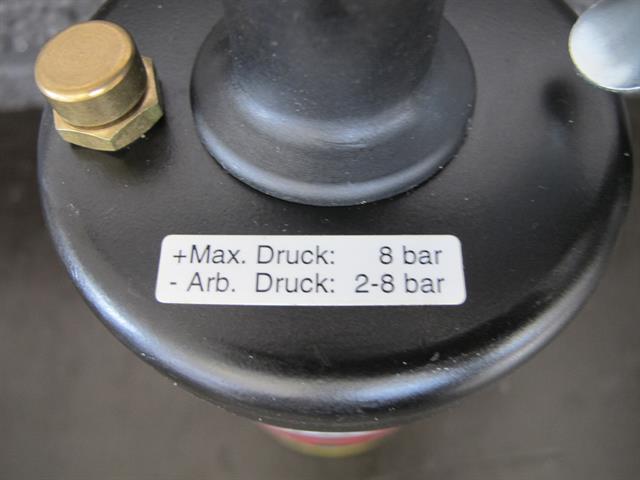 +Max. Druck: 8 bar
- Arb. Druck: 2-8 bar